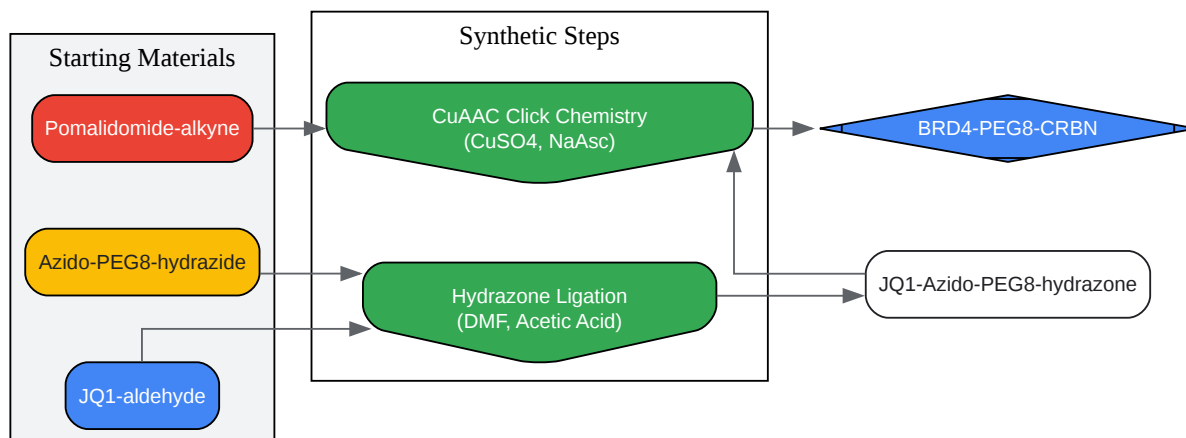 Starting Materials
Pomalidomide-alkyne
Azido-PEG8-hydrazide
JQ1-aldehyde
Synthetic Steps
CuAAC Click Chemistry
(CuSO4, NaAsc)
Hydrazone Ligation
(DMF, Acetic Acid)
BRD4-PEG8-CRBN
JQ1-Azido-PEG8-hydrazone